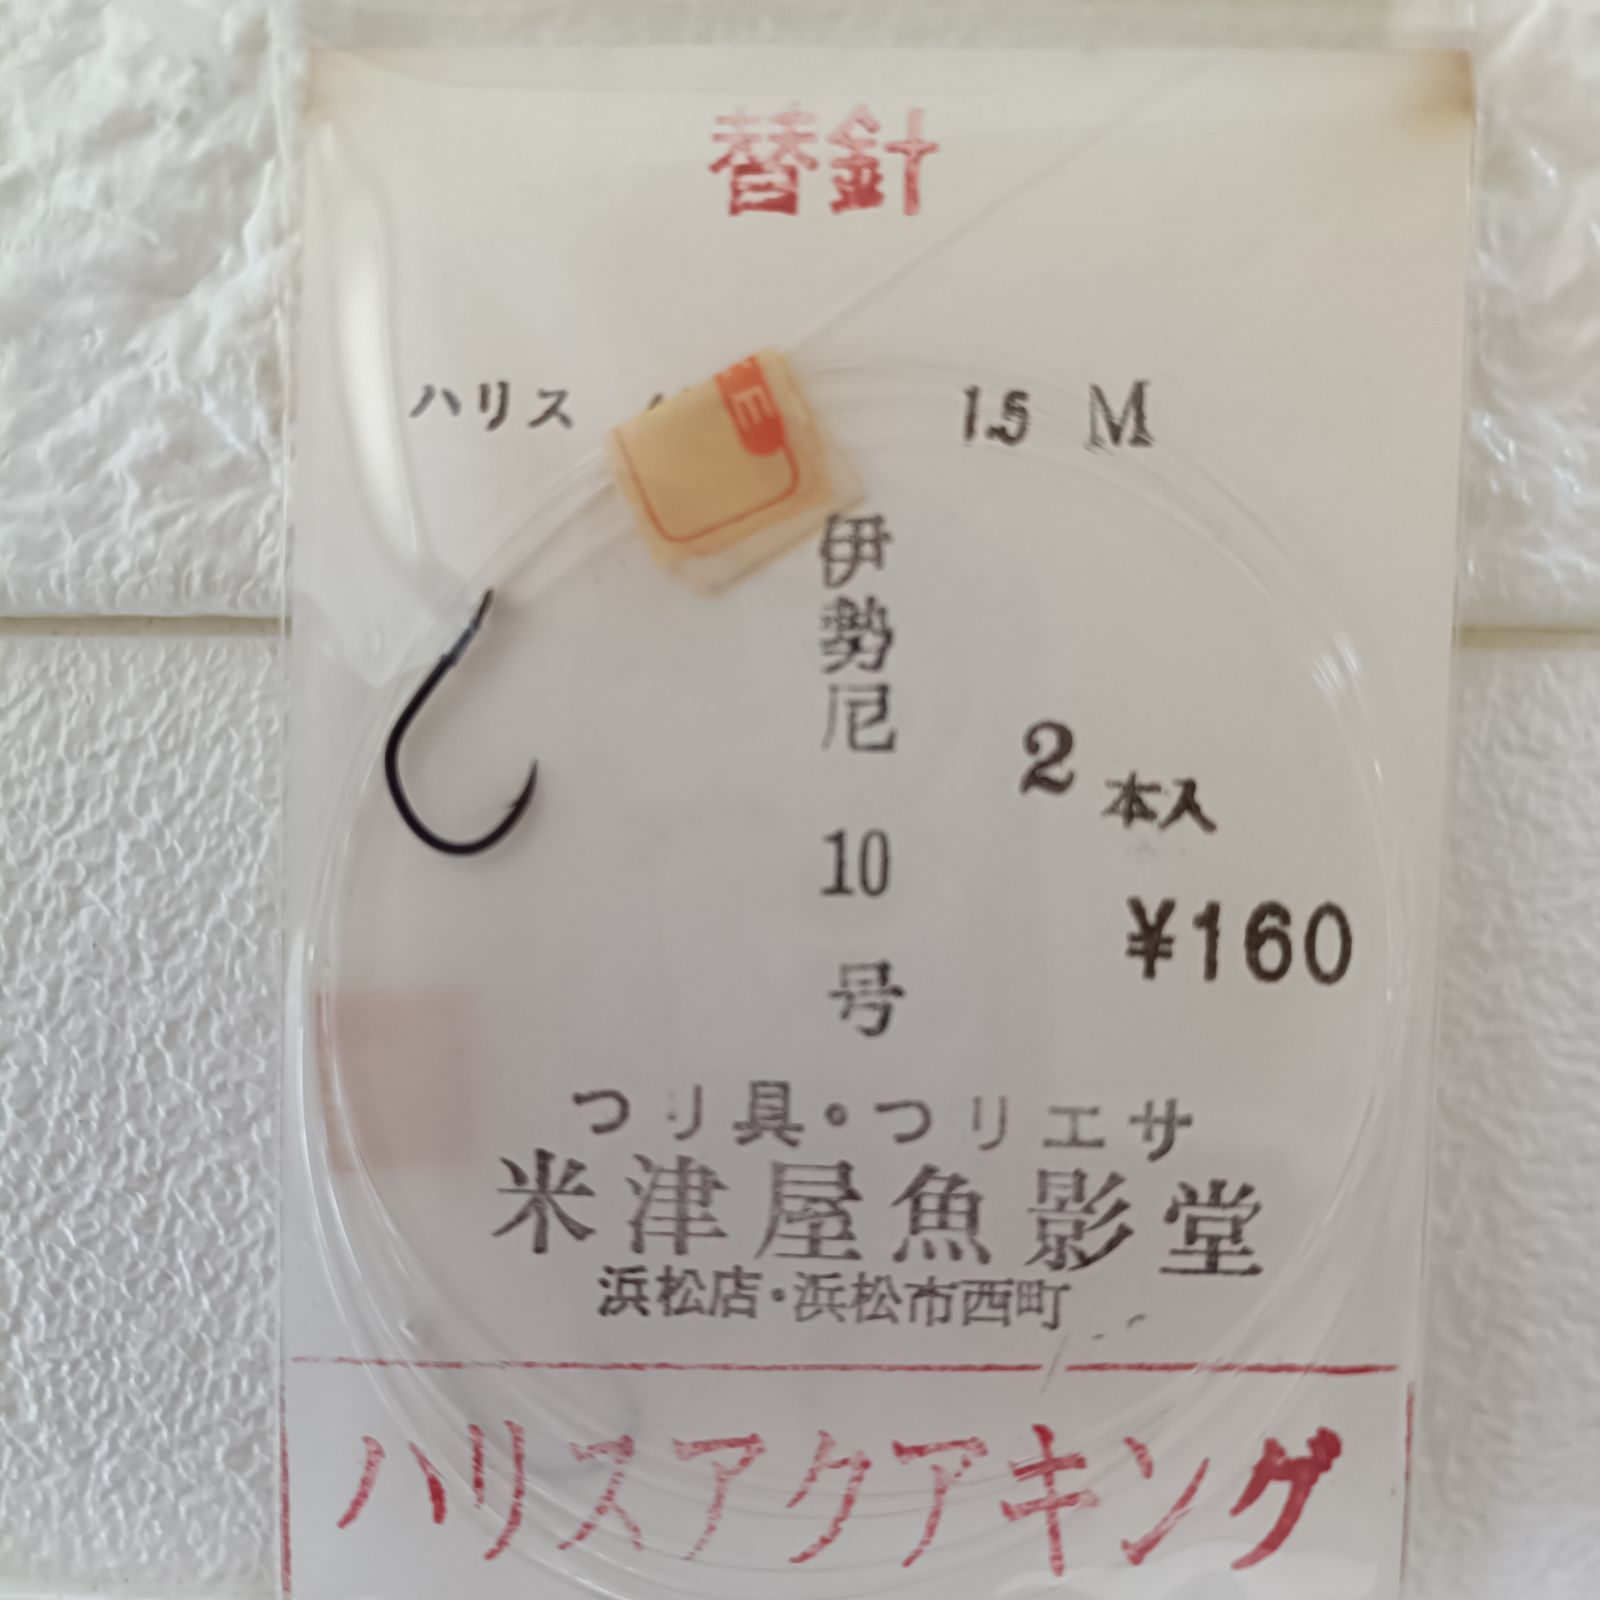 替針
ハリス 1.5 M
伊勢尼 10 号
2 本入
¥160
つり具・つりエサ
米津屋魚影堂
浜松店・浜松市西町
ハリスアクアキング